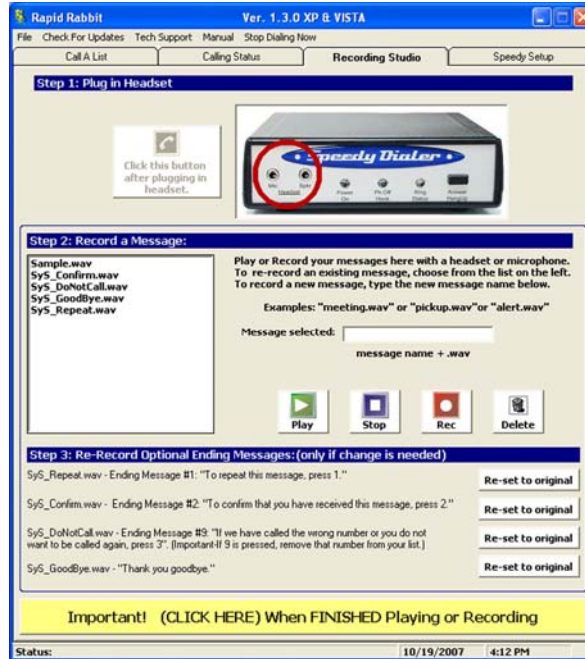 Rapid Rabbit Ver. 1.3.0 XP & VISTA
File Check For Updates Tech Support Manual Stop Dialing Now
Call A List Calling Status Recording Studio Speedy Setup
Step 1: Plug in Headset
Click this button
after plugging in
headset.
Speedy Dialer
Mic Spkr
Headset
Power
On
Ph.Off
Hook
Ring
Status
Answer
HangUp
Step 2: Record a Message:
Sample.wav
SyS_Confirm.wav
SyS_DoNotCall.wav
SyS_GoodBye.wav
SyS_Repeat.wav
Play or Record your messages here with a headset or microphone.
To re-record an existing message, choose from the list on the left.
To record a new message, type the new message name below.
Examples: "meeting.wav" or "pickup.wav"or "alert.wav"
Message selected:
message name + .wav
Play Stop Rec Delete
Step 3: Re-Record Optional Ending Messages:(only if change is needed)
SyS_Repeat.wav - Ending Message #1: "To repeat this message, press 1."
Re-set to original
SyS_Confirm.wav - Ending Message #2: "To confirm that you have received this message, press 2."
Re-set to original
SyS_DoNotCall.wav - Ending Message #9: "If we have called the wrong number or you do not
want to be called again, press 3". (Important-If 9 is pressed, remove that number from your list.)
Re-set to original
SyS_GoodBye.wav - "Thank you goodbye."
Re-set to original
Important! (CLICK HERE) When FINISHED Playing or Recording
Status: 10/19/2007 4:12 PM